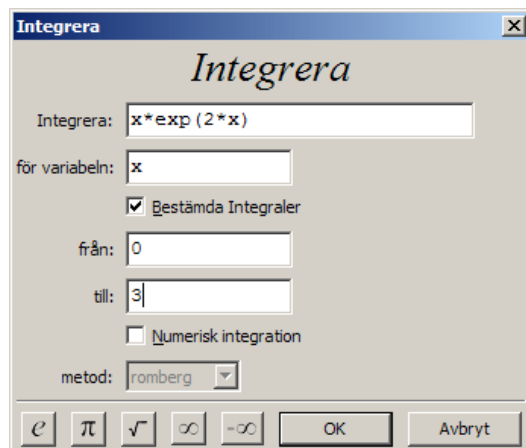 Integrera
Integrera
Integrera: x*exp(2*x)
för variabeln: x
Bestämda Integraler
från: 0
till: 3
Numerisk integration
metod: romberg
e π √ ∞ -∞ OK Avbryt